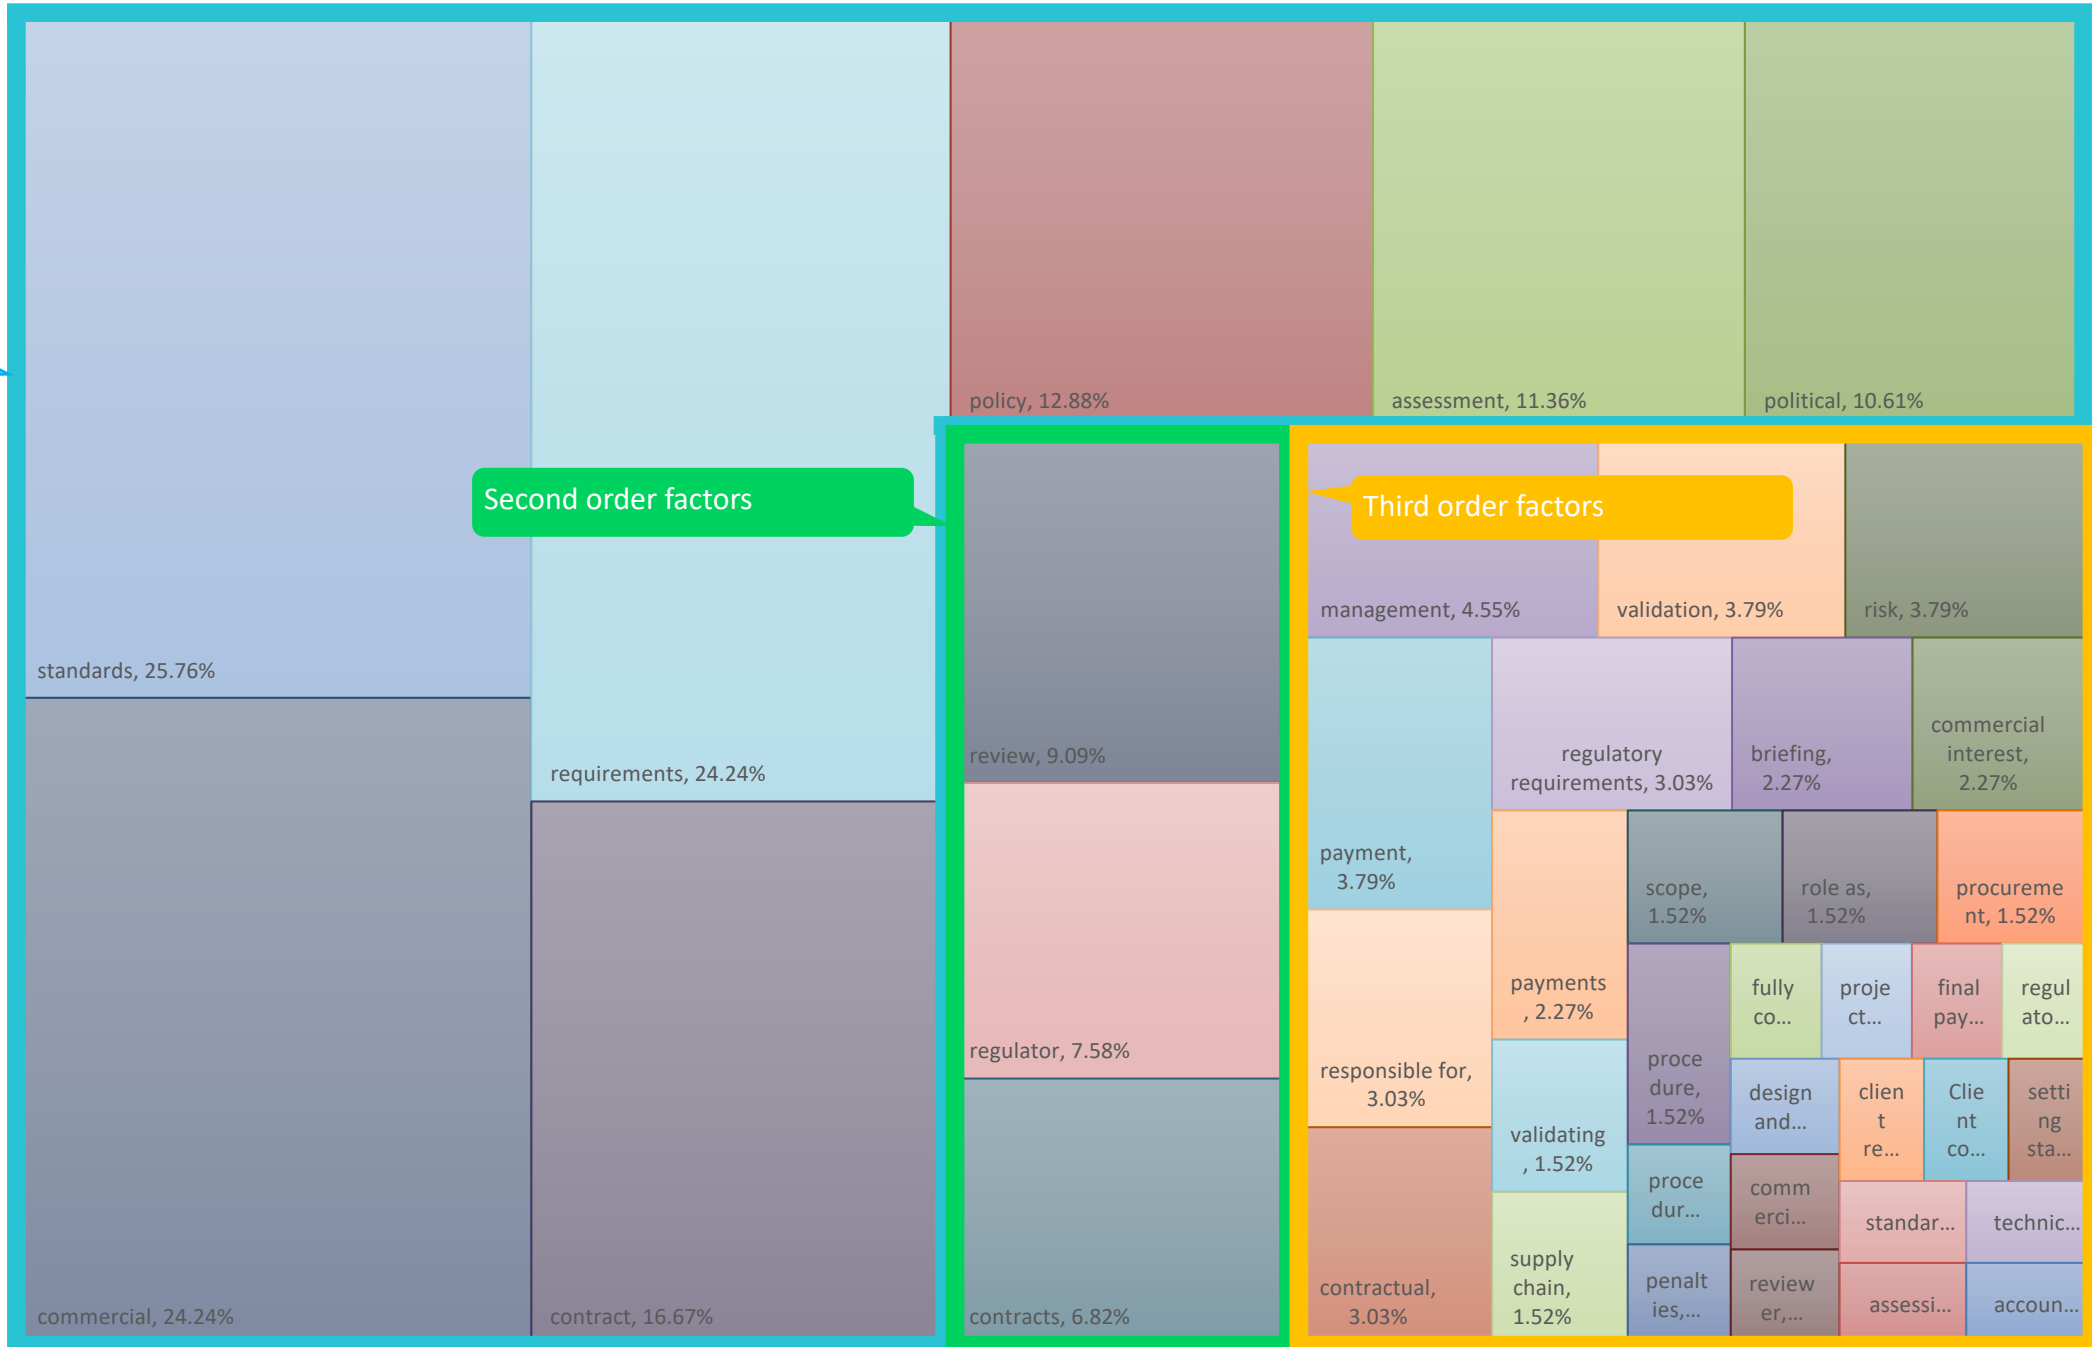 policy, 12.88%
assessment, 11.36%
political, 10.61%
Second order factors
Third order factors
standards, 25.76%
requirements, 24.24%
commercial, 24.24%
contract, 16.67%
review, 9.09%
regulator, 7.58%
contracts, 6.82%
management, 4.55%
validation, 3.79%
risk, 3.79%
payment,
3.79%
regulatory
requirements, 3.03%
briefing,
2.27%
commercial
interest,
2.27%
responsible for,
3.03%
contractual,
3.03%
payments
, 2.27%
validating
, 1.52%
supply
chain,
1.52%
scope,
1.52%
role as,
1.52%
procureme
nt, 1.52%
proce
dure,
1.52%
proce
dur...
penalt
ies,...
fully
co...
proje
ct...
final
pay...
regul
ato...
design
and...
clien
t
re...
Clie
nt
co...
setti
ng
sta...
comm
erci...
review
er,...
standar...
technic...
assessi...
accoun...